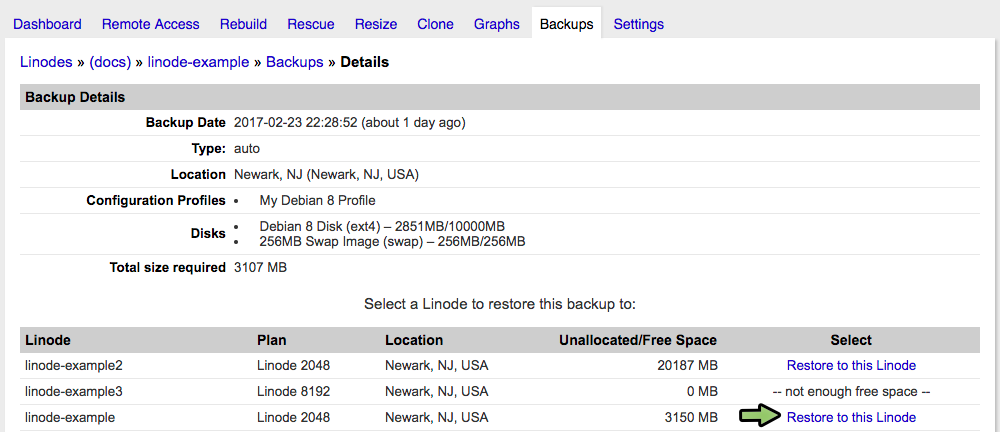 Dashboard Remote Access Rebuild Rescue Resize Clone Graphs Backups Settings
Linodes » (docs) » linode-example » Backups » Details
Backup Details
Backup Date 2017-02-23 22:28:52 (about 1 day ago)
Type: auto
Location Newark, NJ (Newark, NJ, USA)
Configuration Profiles • My Debian 8 Profile
Disks • Debian 8 Disk (ext4) – 2851MB/10000MB
• 256MB Swap Image (swap) – 256MB/256MB
Total size required 3107 MB
Select a Linode to restore this backup to:
Linode Plan Location Unallocated/Free Space Select
linode-example2 Linode 2048 Newark, NJ, USA 20187 MB Restore to this Linode
linode-example3 Linode 8192 Newark, NJ, USA 0 MB -- not enough free space --
linode-example Linode 2048 Newark, NJ, USA 3150 MB Restore to this Linode